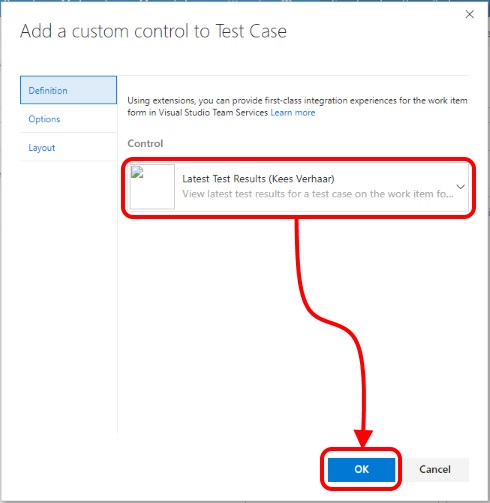 Add a custom control to Test Case
Definition
Options
Layout
Using extensions, you can provide first-class integration experiences for the work item
form in Visual Studio Team Services Learn more
Control
Latest Test Results (Kees Verhaar)
View latest test results for a test case on the work item fo...
OK
Cancel